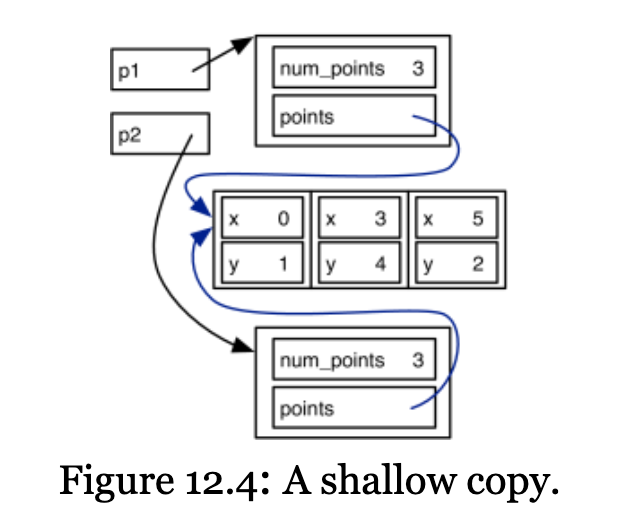 p1
num_points 3
points
p2
x 0 x 3 x 5
y 1 y 4 y 2
num_points 3
points
Figure 12.4: A shallow copy.